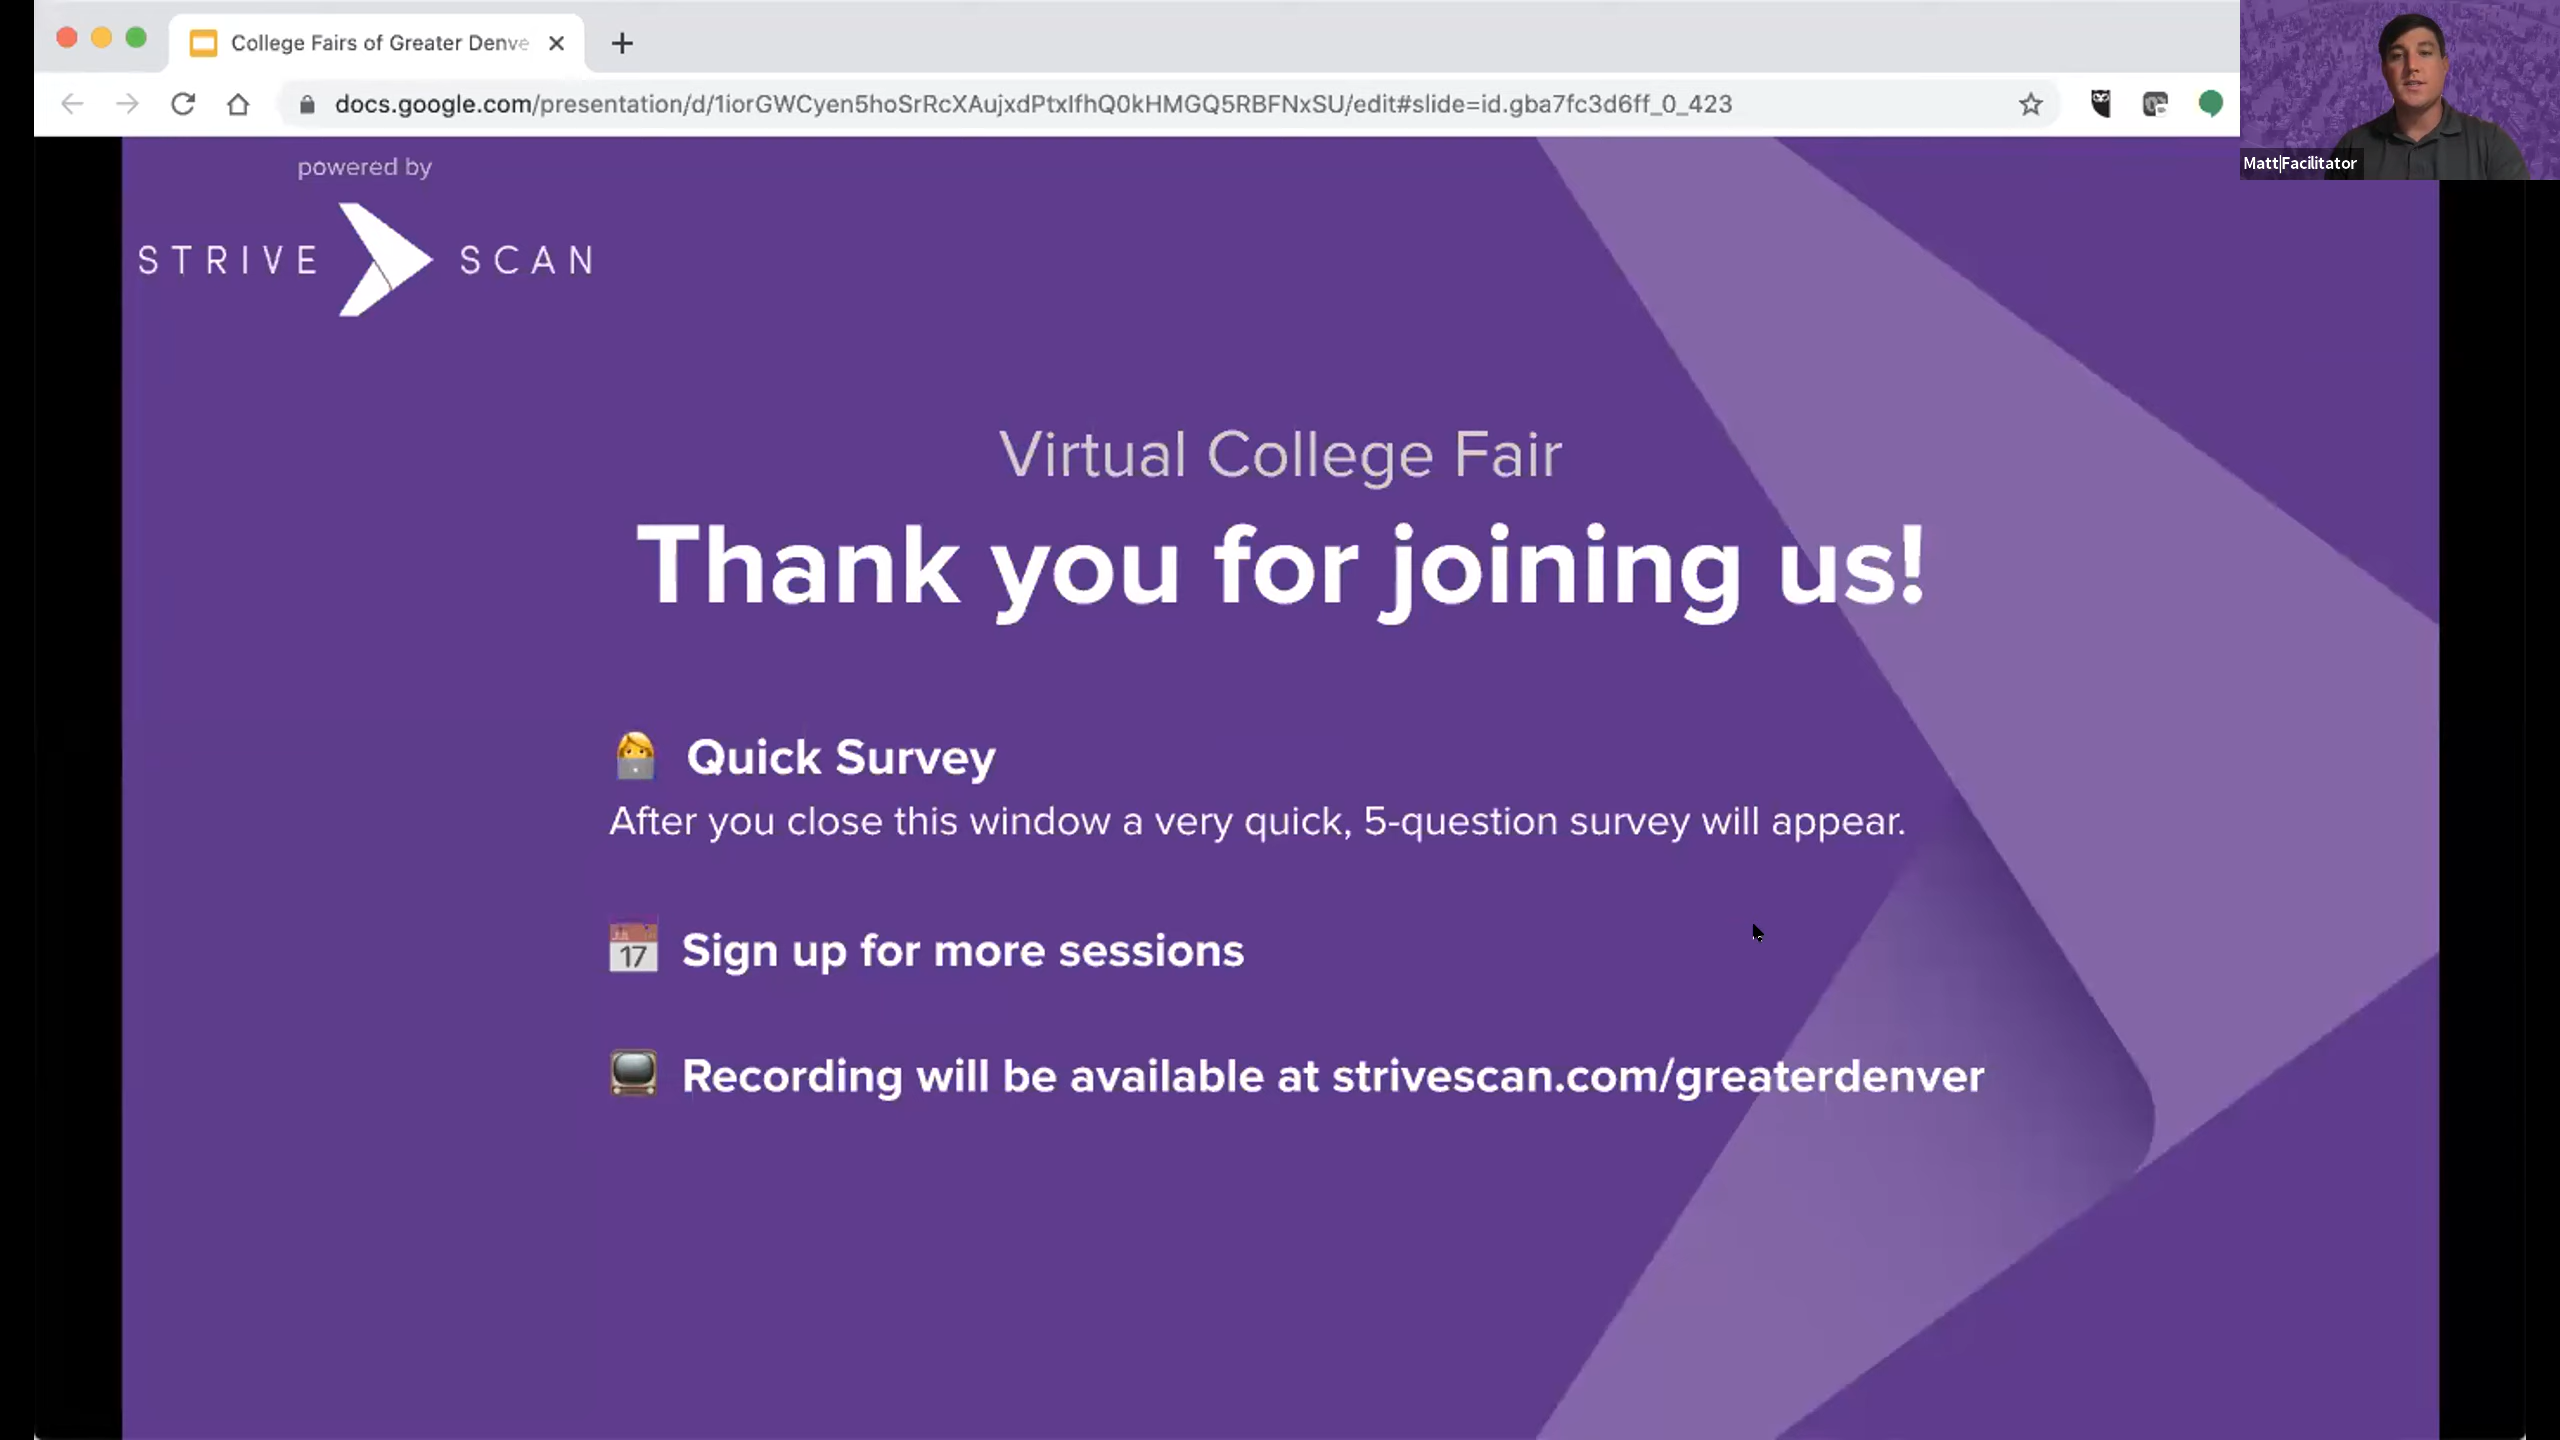 College Fairs of Greater Denve
docs.google.com/presentation/d/1iorGWCyen5hoSrRcXAujxdPtxIfhQ0kHMGQ5RBFNxSU/edit#slide=id.gba7fc3d6ff_0_423
Matt|Facilitator
powered by
STRIVE SCAN
Virtual College Fair
Thank you for joining us!
Quick Survey
After you close this window a very quick, 5-question survey will appear.
17 Sign up for more sessions
Recording will be available at strivescan.com/greaterdenver